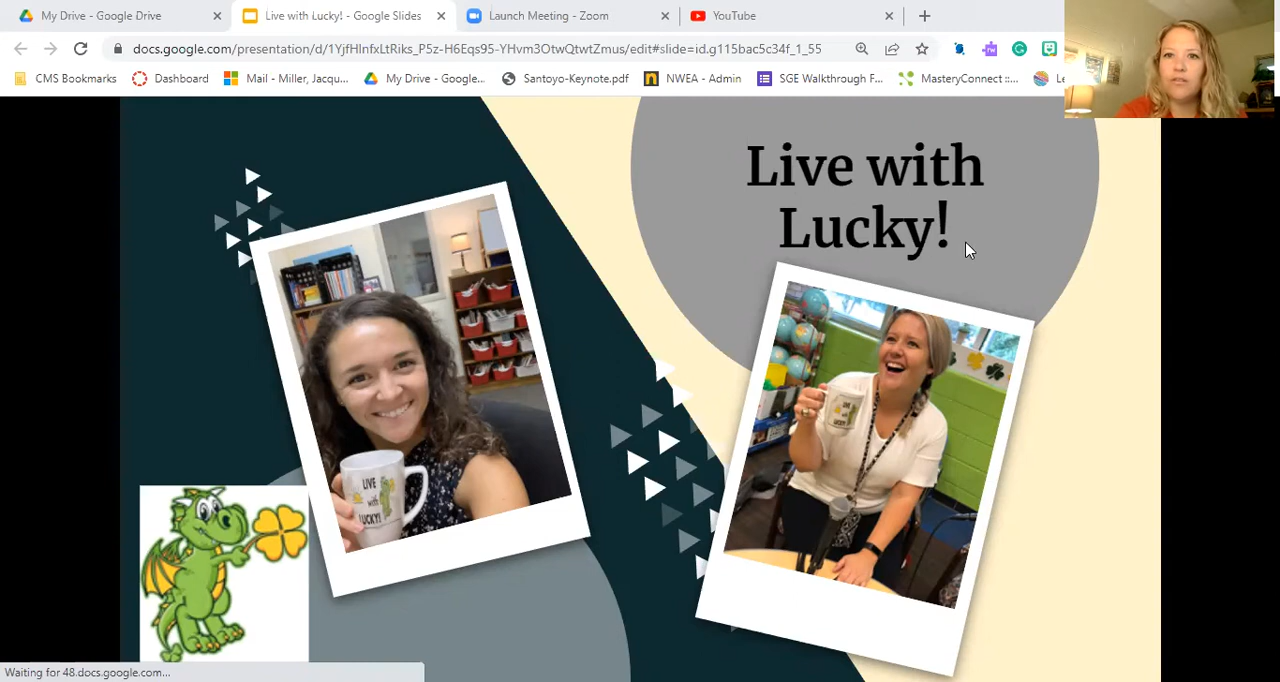 My Drive - Google Drive
Live with Lucky! - Google Slides
Launch Meeting - Zoom
YouTube
docs.google.com/presentation/d/1YjfHlnfxLtRiks_P5z-H6Eqs95-YHvm3OtwQtwtZmus/edit#slide=id.g115bac5c34f_1_55
CMS Bookmarks
Dashboard
Mail - Miller, Jacqu...
My Drive - Google...
Santoyo-Keynote.pdf
NWEA - Admin
SGE Walkthrough F...
MasteryConnect ::...
Le
Live with
Lucky!
LIVE
with
LUCKY!
Waiting for 48.docs.google.com...